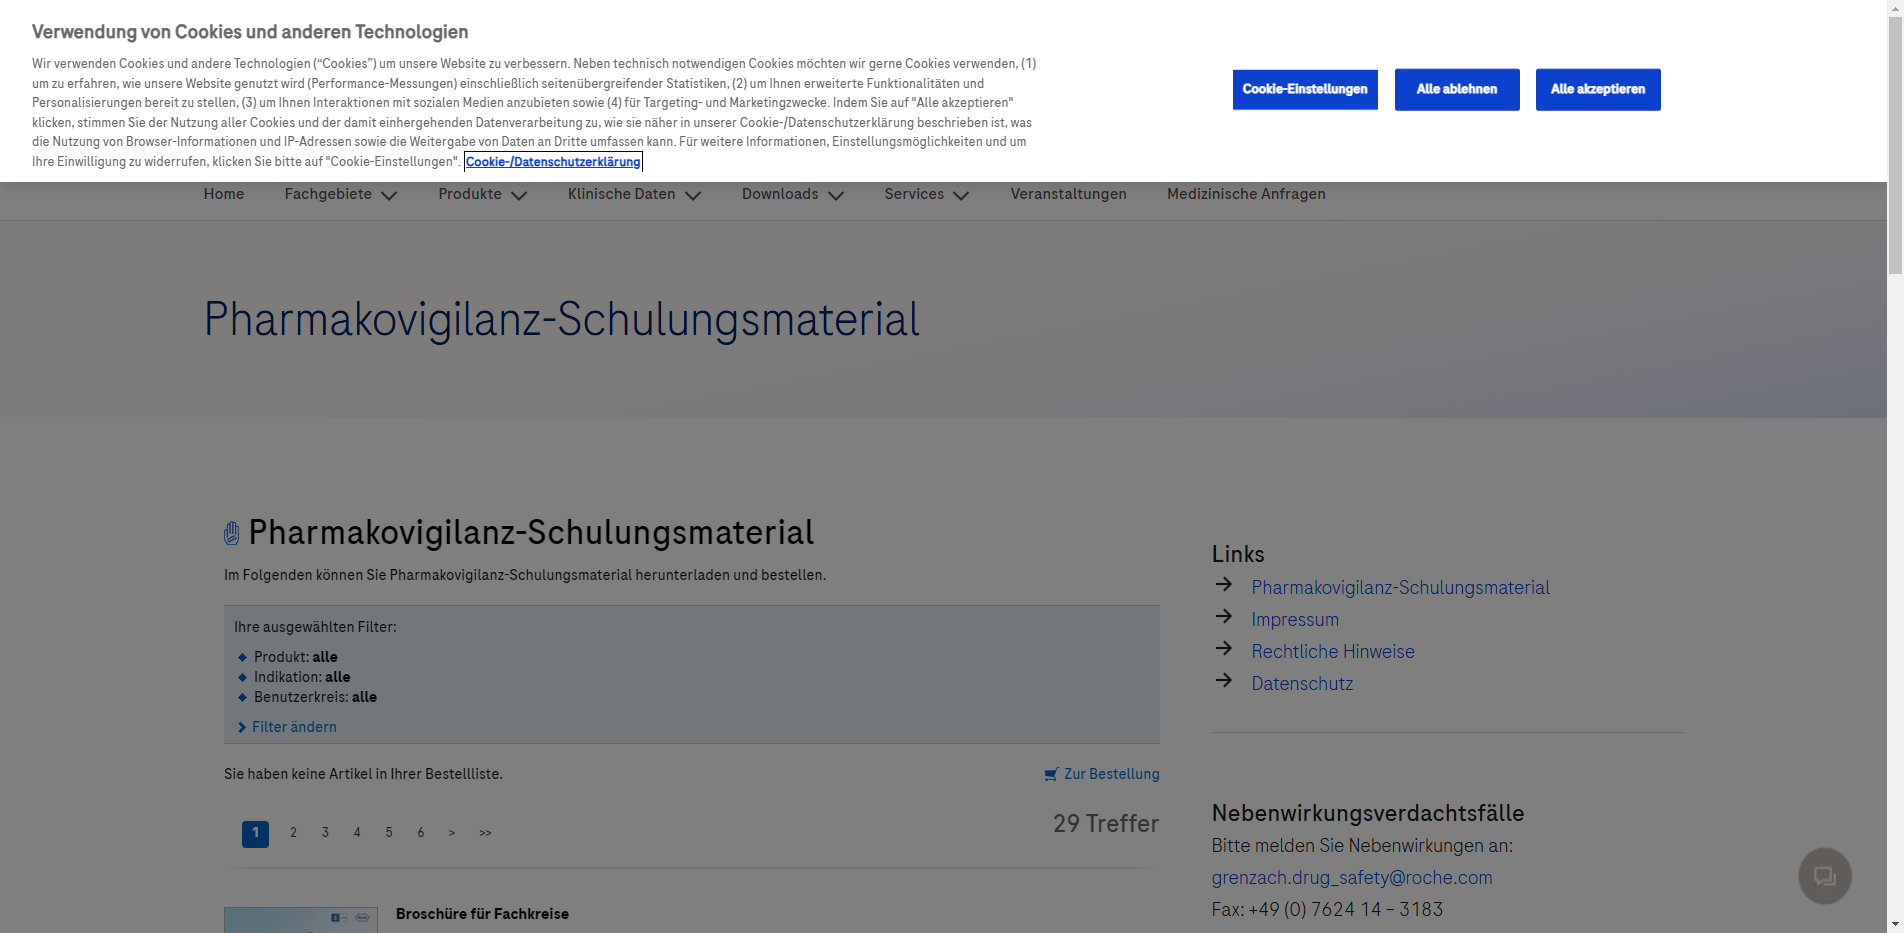 Verwendung von Cookies und anderen Technologien
Wir verwenden Cookies und andere Technologien (“Cookies”) um unsere Website zu verbessern. Neben technisch notwendigen Cookies möchten wir gerne Cookies verwenden, (1)
um zu erfahren, wie unsere Website genutzt wird (Performance-Messungen) einschließlich seitenübergreifender Statistiken, (2) um Ihnen erweiterte Funktionalitäten und
Personalisierungen bereit zu stellen, (3) um Ihnen Interaktionen mit sozialen Medien anzubieten sowie (4) für Targeting- und Marketingzwecke. Indem Sie auf "Alle akzeptieren"
klicken, stimmen Sie der Nutzung aller Cookies und der damit einhergehenden Datenverarbeitung zu, wie sie näher in unserer Cookie-/Datenschutzerklärung beschrieben ist, was
die Nutzung von Browser-Informationen und IP-Adressen sowie die Weitergabe von Daten an Dritte umfassen kann. Für weitere Informationen, Einstellungsmöglichkeiten und um
Ihre Einwilligung zu widerrufen, klicken Sie bitte auf "Cookie-Einstellungen". Cookie-/Datenschutzerklärung
Cookie-Einstellungen
Alle ablehnen
Alle akzeptieren
Home Fachgebiete Produkte Klinische Daten Downloads Services Veranstaltungen Medizinische Anfragen
Pharmakovigilanz-Schulungsmaterial
Pharmakovigilanz-Schulungsmaterial
Im Folgenden können Sie Pharmakovigilanz-Schulungsmaterial herunterladen und bestellen.
Ihre ausgewählten Filter:
Produkt: alle
Indikation: alle
Benutzerkreis: alle
Filter ändern
Sie haben keine Artikel in Ihrer Bestellliste.
Zur Bestellung
1 2 3 4 5 6 > >>
29 Treffer
Broschüre für Fachkreise
Links
Pharmakovigilanz-Schulungsmaterial
Impressum
Rechtliche Hinweise
Datenschutz
Nebenwirkungsverdachtsfälle
Bitte melden Sie Nebenwirkungen an:
grenzach.drug_safety@roche.com
Fax: +49 (0) 7624 14 – 3183